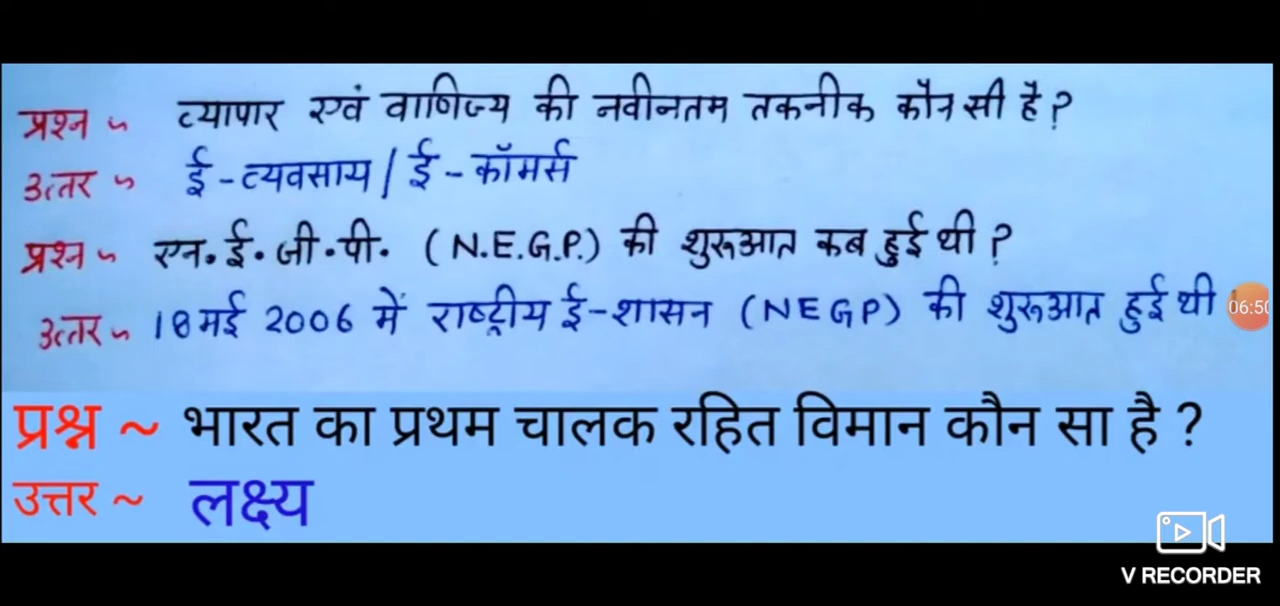 प्रश्न ~ व्यापार एवं वाणिज्य की नवीनतम तकनीक कौन सी है?
उत्तर ~ ई-व्यवसाय / ई-कॉमर्स
प्रश्न ~ एन.ई.जी.पी. (N.E.G.P.) की शुरुआत कब हुई थी?
उत्तर ~ 18 मई 2006 में राष्ट्रीय ई-शासन (NEGP) की शुरुआत हुई थी
06:50
प्रश्न ~ भारत का प्रथम चालक रहित विमान कौन सा है ?
उत्तर ~ लक्ष्य
V RECORDER